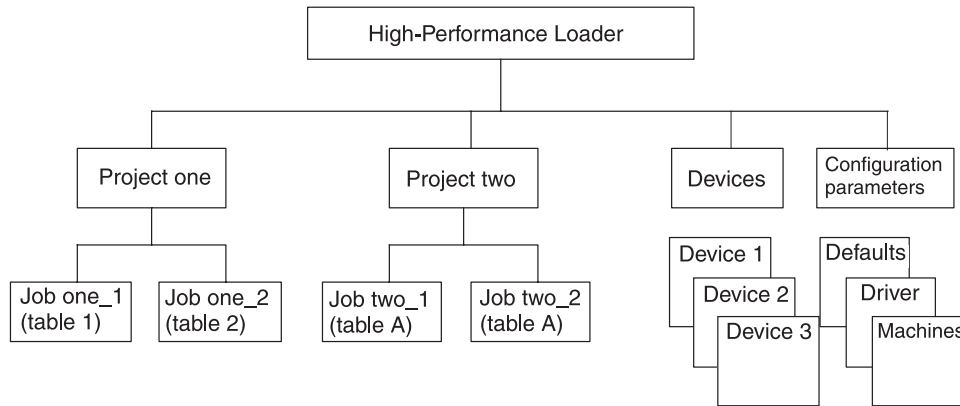 High-Performance Loader
Project one
Project two
Devices
Configuration
parameters
Job one_1
(table 1)
Job one_2
(table 2)
Job two_1
(table A)
Job two_2
(table A)
Device 1
Device 2
Device 3
Defaults
Driver
Machines